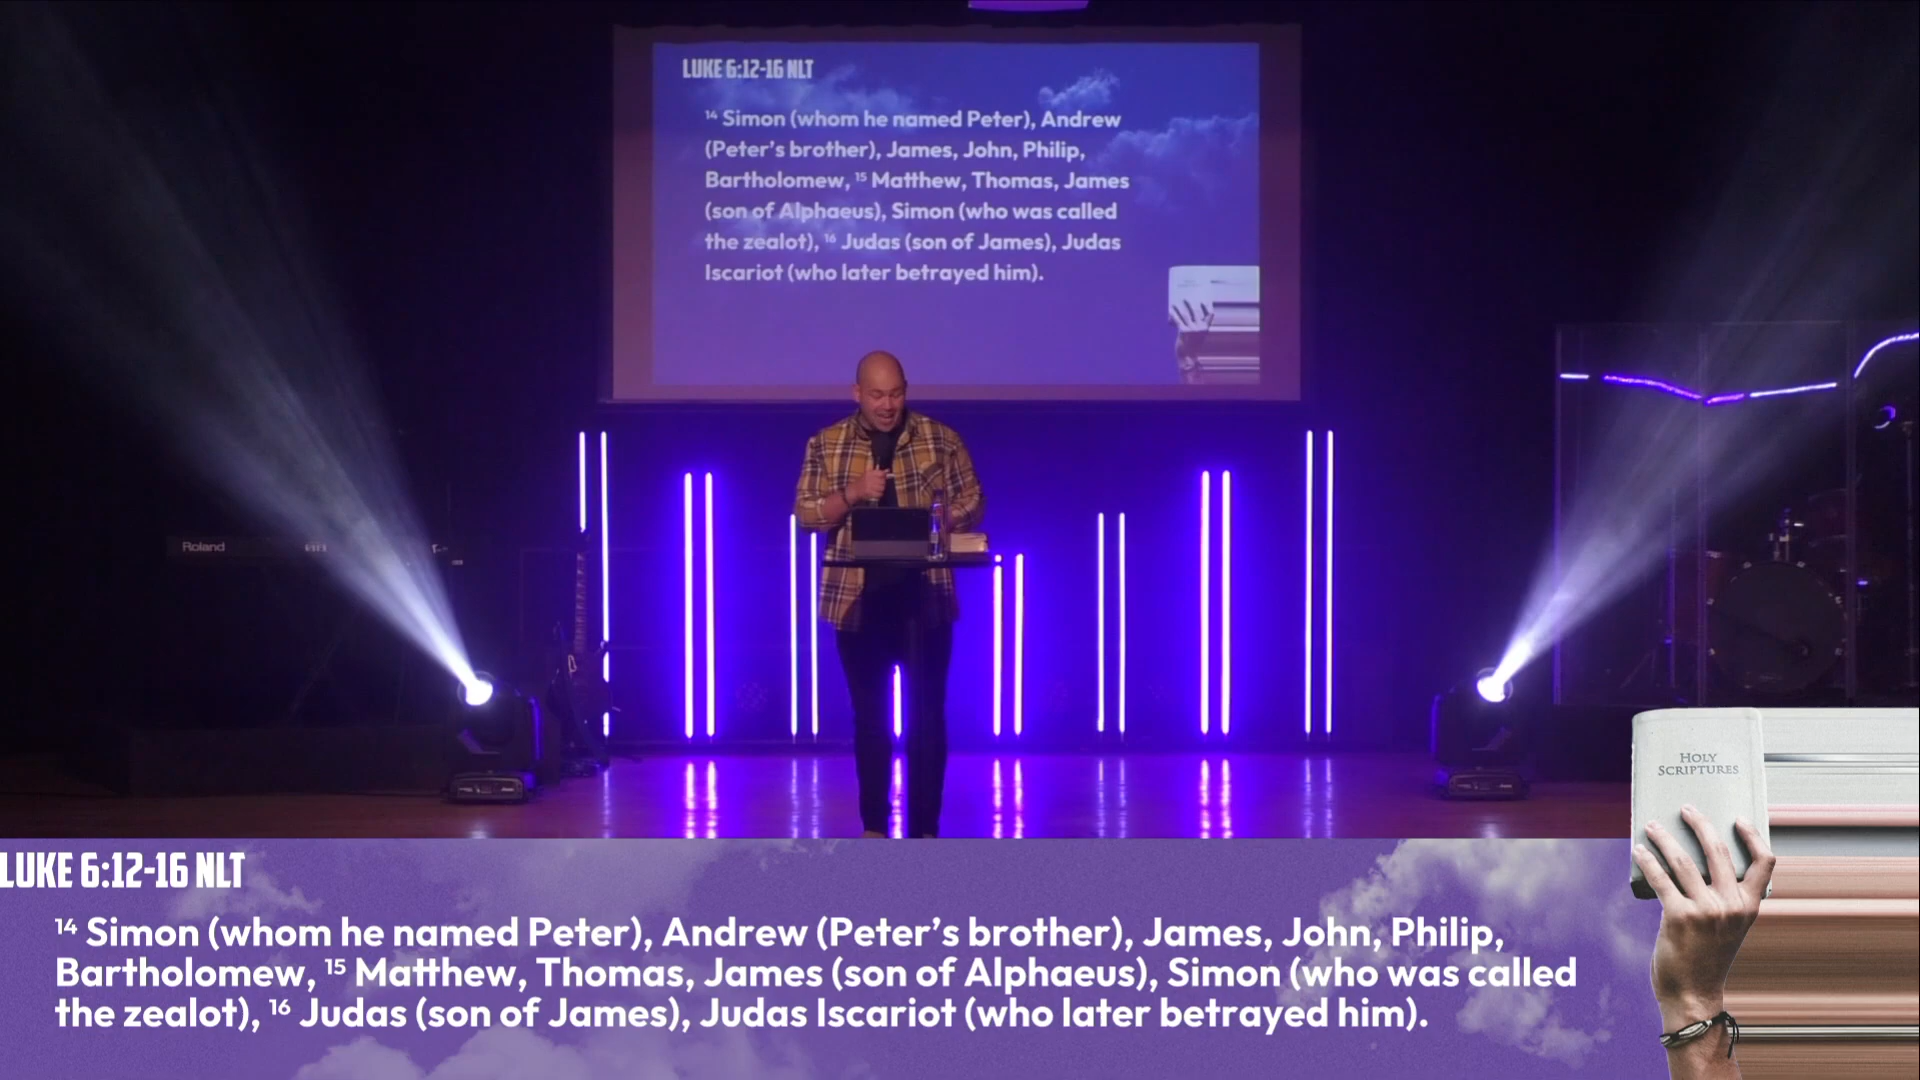 LUKE 6:12-16 NLT
¹⁴ Simon (whom he named Peter), Andrew
(Peter’s brother), James, John, Philip,
Bartholomew, ¹⁵ Matthew, Thomas, James
(son of Alphaeus), Simon (who was called
the zealot), ¹⁶ Judas (son of James), Judas
Iscariot (who later betrayed him).
Roland
HOLY
SCRIPTURES
LUKE 6:12-16 NLT
¹⁴ Simon (whom he named Peter), Andrew (Peter’s brother), James, John, Philip,
Bartholomew, ¹⁵ Matthew, Thomas, James (son of Alphaeus), Simon (who was called
the zealot), ¹⁶ Judas (son of James), Judas Iscariot (who later betrayed him).